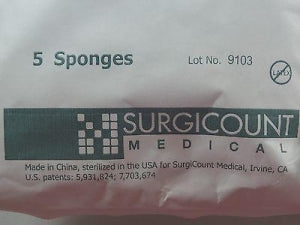 5 Sponges
Lot No. 9103
LATEX
SURGICOUNT
MEDICAL
Made in China, sterilized in the USA for SurgiCount Medical, Irvine, CA
U.S. patents: 5,931,824; 7,703,674